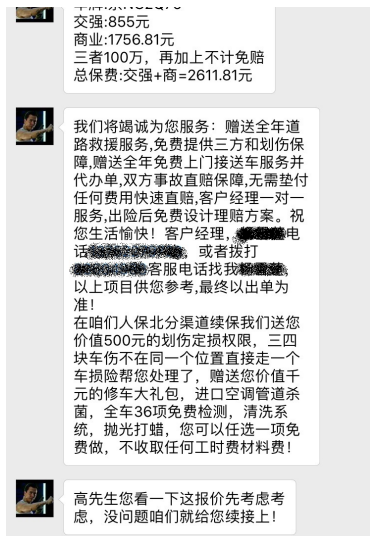 交强:855元
商业:1756.81元
三者100万，再加上不计免赔
总保费:交强+商=2611.81元
我们将竭诚为您服务：赠送全年道
路救援服务,免费提供三方和划伤保
障,赠送全年免费上门接送车服务并
代办单,双方事故直赔保障,无需垫付
任何费用快速直赔,客户经理一对一
服务,出险后免费设计理赔方案。祝
您生活愉快！客户经理，电
话，或者拨打
客服电话找我
以上项目供您参考,最终以出单为
准！
在咱们人保北分渠道续保我们送您
价值500元的划伤定损权限，三四
块车伤不在同一个位置直接走一个
车损险帮您处理了，赠送您价值千
元的修车大礼包，进口空调管道杀
菌，全车36项免费检测，清洗系
统，抛光打蜡，您可以任选一项免
费做，不收取任何工时费材料费！
高先生您看一下这报价先考虑考
虑，没问题咱们就给您续接上！